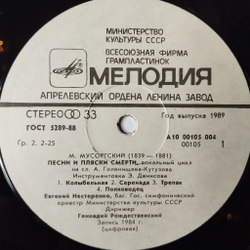 МИНИСТЕРСТВО
КУЛЬТУРЫ СССР
ВСЕСОЮЗНАЯ ФИРМА
ГРАМПЛАСТИНОК
МЕЛОДИЯ
АПРЕЛЕВСКИЙ ОРДЕНА ЛЕНИНА ЗАВОД
СТЕРЕО 33
Год выпуска 1989
ГОСТ 5289-88
А10 00105 004
Гр. 2. 2-25
00105 1
М. МУСОРГСКИЙ (1839—1881)
ПЕСНИ И ПЛЯСКИ СМЕРТИ, вокальный цикл
на сл. А. Голенищева-Кутузова
Инструментовка Э. Денисова
1. Колыбельная 2. Серенада 3. Трепак
4. Полководец
Евгений Нестеренко, бас, Гос. симфонический
оркестр Министерства культуры СССР
Дирижер
Геннадий Рождественский
Запись 1984 г.
(цифровая)